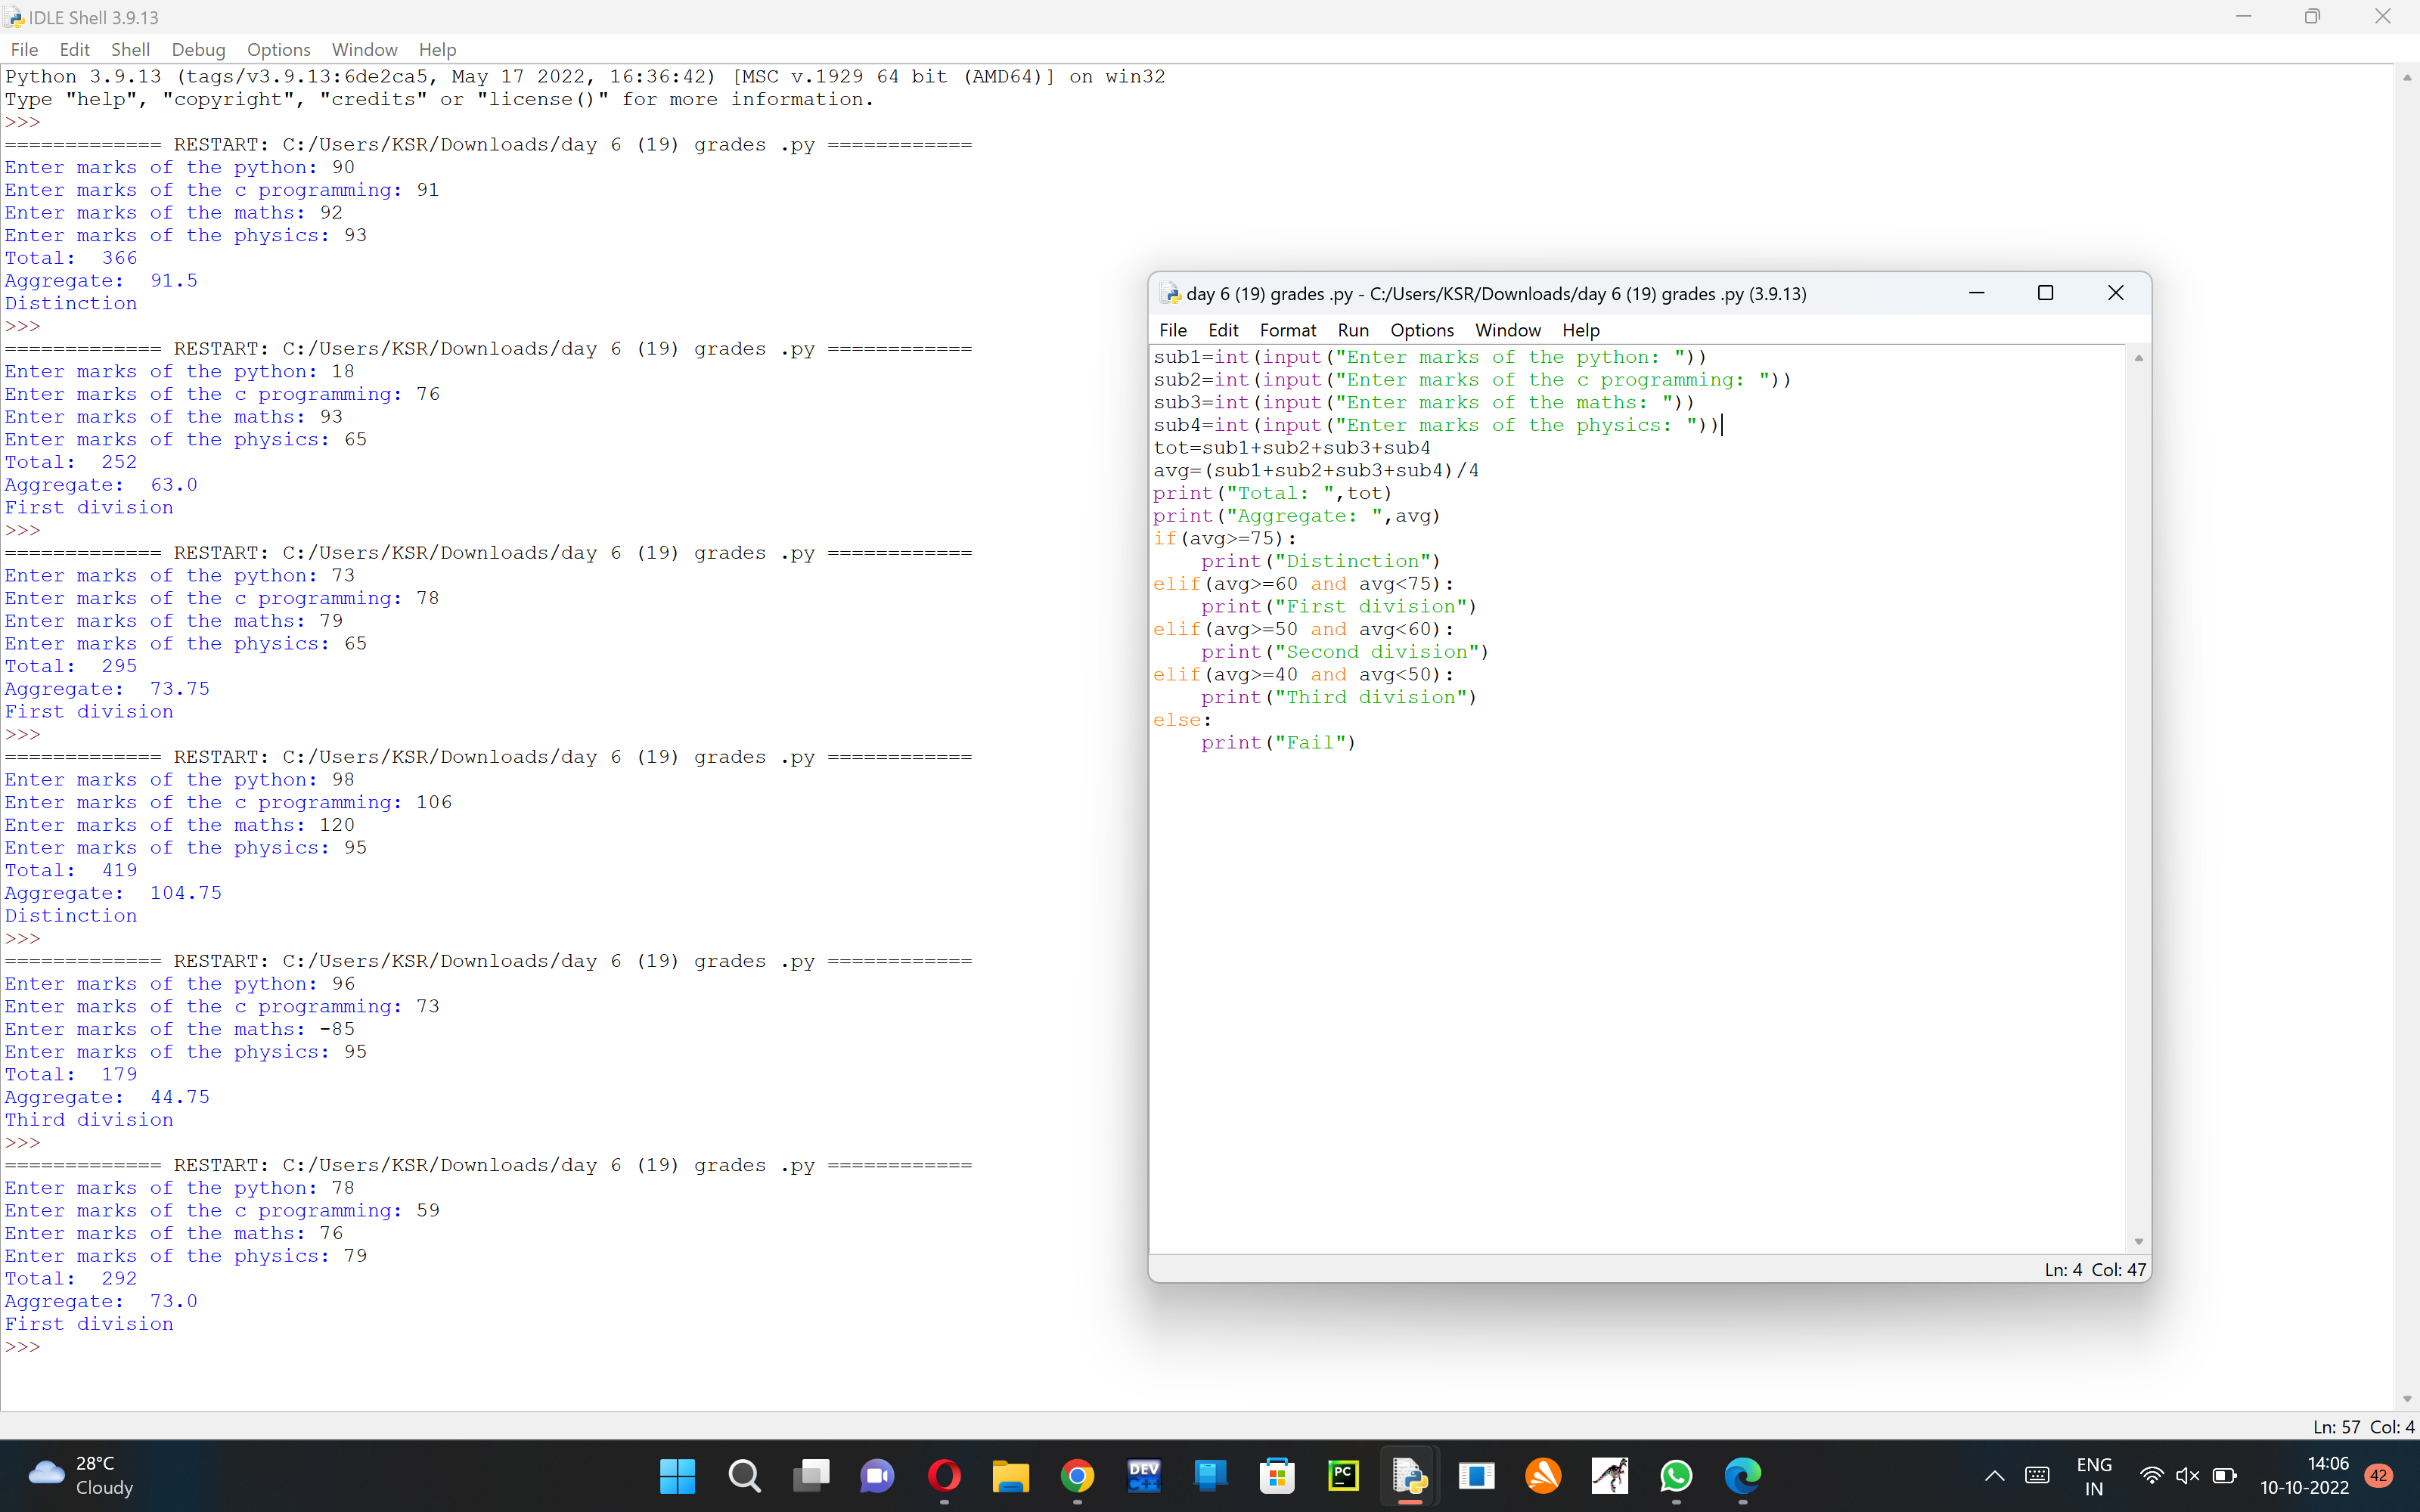 IDLE Shell 3.9.13
File Edit Shell Debug Options Window Help
Python 3.9.13 (tags/v3.9.13:6de2ca5, May 17 2022, 16:36:42) [MSC v.1929 64 bit (AMD64)] on win32
Type "help", "copyright", "credits" or "license()" for more information.
>>>
============= RESTART: C:/Users/KSR/Downloads/day 6 (19) grades .py ============
Enter marks of the python: 90
Enter marks of the c programming: 91
Enter marks of the maths: 92
Enter marks of the physics: 93
Total:  366
Aggregate:  91.5
Distinction
>>>
============= RESTART: C:/Users/KSR/Downloads/day 6 (19) grades .py ============
Enter marks of the python: 18
Enter marks of the c programming: 76
Enter marks of the maths: 93
Enter marks of the physics: 65
Total:  252
Aggregate:  63.0
First division
>>>
============= RESTART: C:/Users/KSR/Downloads/day 6 (19) grades .py ============
Enter marks of the python: 73
Enter marks of the c programming: 78
Enter marks of the maths: 79
Enter marks of the physics: 65
Total:  295
Aggregate:  73.75
First division
>>>
============= RESTART: C:/Users/KSR/Downloads/day 6 (19) grades .py ============
Enter marks of the python: 98
Enter marks of the c programming: 106
Enter marks of the maths: 120
Enter marks of the physics: 95
Total:  419
Aggregate:  104.75
Distinction
>>>
============= RESTART: C:/Users/KSR/Downloads/day 6 (19) grades .py ============
Enter marks of the python: 96
Enter marks of the c programming: 73
Enter marks of the maths: -85
Enter marks of the physics: 95
Total:  179
Aggregate:  44.75
Third division
>>>
============= RESTART: C:/Users/KSR/Downloads/day 6 (19) grades .py ============
Enter marks of the python: 78
Enter marks of the c programming: 59
Enter marks of the maths: 76
Enter marks of the physics: 79
Total:  292
Aggregate:  73.0
First division
>>>
day 6 (19) grades .py - C:/Users/KSR/Downloads/day 6 (19) grades .py (3.9.13)
File Edit Format Run Options Window Help
sub1=int(input("Enter marks of the python: "))
sub2=int(input("Enter marks of the c programming: "))
sub3=int(input("Enter marks of the maths: "))
sub4=int(input("Enter marks of the physics: "))
tot=sub1+sub2+sub3+sub4
avg=(sub1+sub2+sub3+sub4)/4
print("Total: ",tot)
print("Aggregate: ",avg)
if(avg>=75):
    print("Distinction")
elif(avg>=60 and avg<75):
    print("First division")
elif(avg>=50 and avg<60):
    print("Second division")
elif(avg>=40 and avg<50):
    print("Third division")
else:
    print("Fail")
Ln: 4 Col: 47
Ln: 57 Col: 4
28°C
Cloudy
DEV
C++
PC
ENG
IN
14:06
10-10-2022
42